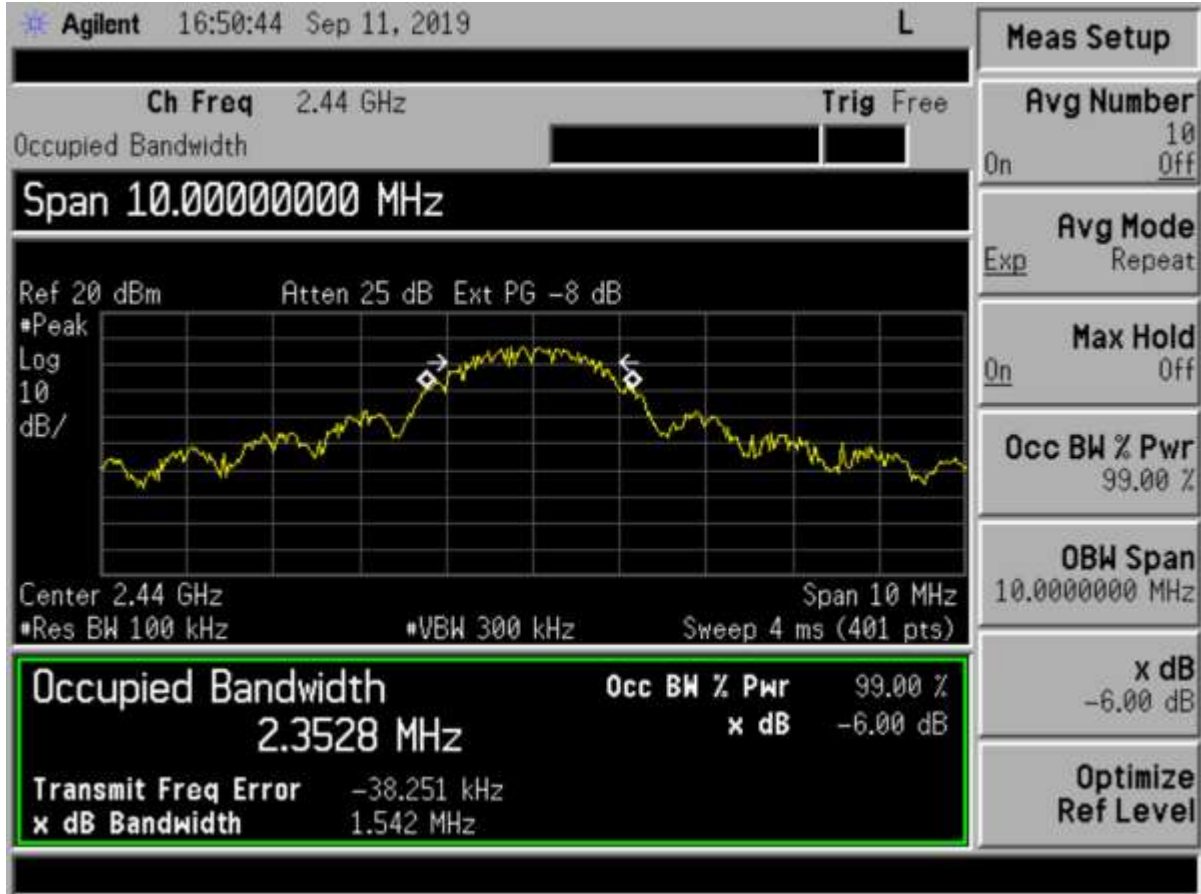 Agilent 16:50:44 Sep 11, 2019 L
Ch Freq 2.44 GHz Trig Free
Occupied Bandwidth
Span 10.00000000 MHz
Ref 20 dBm Atten 25 dB Ext PG -8 dB
#Peak
Log
10
dB/
Center 2.44 GHz Span 10 MHz
#Res BW 100 kHz #VBW 300 kHz Sweep 4 ms (401 pts)
Occupied Bandwidth Occ BW % Pwr 99.00 %
2.3528 MHz x dB -6.00 dB
Transmit Freq Error -38.251 kHz
x dB Bandwidth 1.542 MHz
Meas Setup
Avg Number
10
On Off
Avg Mode
Exp Repeat
Max Hold
On Off
Occ BW % Pwr
99.00 %
OBW Span
10.0000000 MHz
x dB
-6.00 dB
Optimize
Ref Level